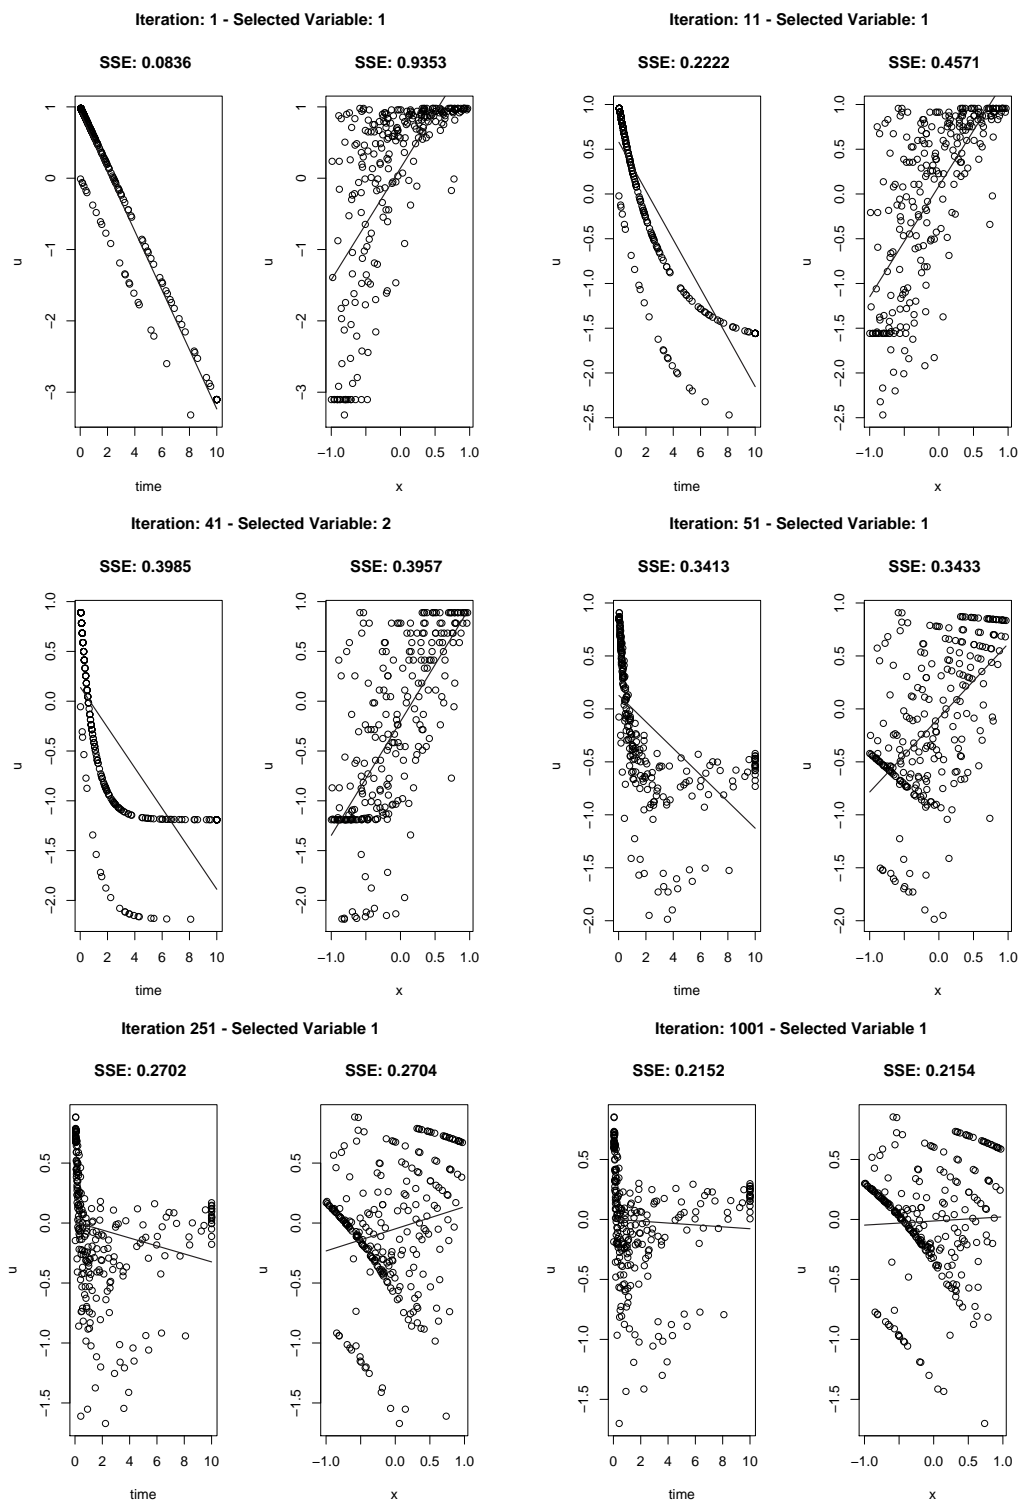 Iteration: 1 - Selected Variable: 1
SSE: 0.0836
SSE: 0.9353
u
1
0
−1
−2
−3
0 2 4 6 8 10
time
u
1
0
−1
−2
−3
−1.0 0.0 1.0
x
Iteration: 11 - Selected Variable: 1
SSE: 0.2222
SSE: 0.4571
u
1.0
0.5
0.0
−0.5
−1.0
−1.5
−2.0
−2.5
0 2 4 6 8 10
time
u
1.0
0.5
0.0
−0.5
−1.0
−1.5
−2.0
−2.5
−1.0 0.0 1.0
x
Iteration: 41 - Selected Variable: 2
SSE: 0.3985
SSE: 0.3957
u
1.0
0.5
0.0
−0.5
−1.0
−1.5
−2.0
0 2 4 6 8 10
time
u
1.0
0.5
0.0
−0.5
−1.0
−1.5
−2.0
−1.0 0.0 1.0
x
Iteration: 51 - Selected Variable: 1
SSE: 0.3413
SSE: 0.3433
u
1.0
0.5
0.0
−0.5
−1.0
−1.5
−2.0
0 2 4 6 8 10
time
u
1.0
0.5
0.0
−0.5
−1.0
−1.5
−2.0
−1.0 0.0 1.0
x
Iteration 251 - Selected Variable 1
SSE: 0.2702
SSE: 0.2704
u
0.5
0.0
−0.5
−1.0
−1.5
0 2 4 6 8 10
time
u
0.5
0.0
−0.5
−1.0
−1.5
−1.0 0.0 1.0
x
Iteration: 1001 - Selected Variable 1
SSE: 0.2152
SSE: 0.2154
u
0.5
0.0
−0.5
−1.0
−1.5
0 2 4 6 8 10
time
u
0.5
0.0
−0.5
−1.0
−1.5
−1.0 0.0 1.0
x